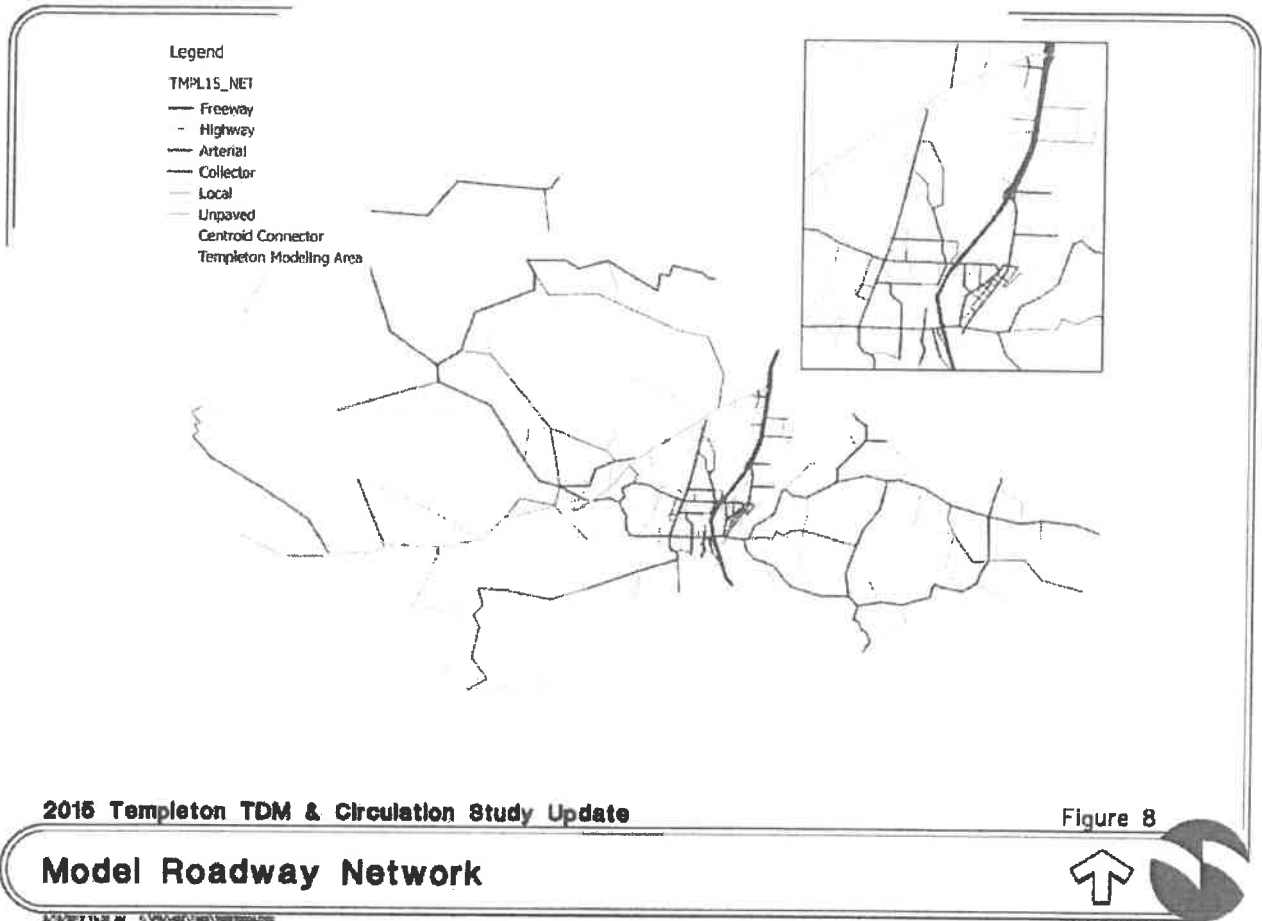 Legend
TMPL15_NET
Freeway
Highway
Arterial
Collector
Local
Unpaved
Centroid Connector
Templeton Modeling Area
2015 Templeton TDM & Circulation Study Update
Figure 8
Model Roadway Network